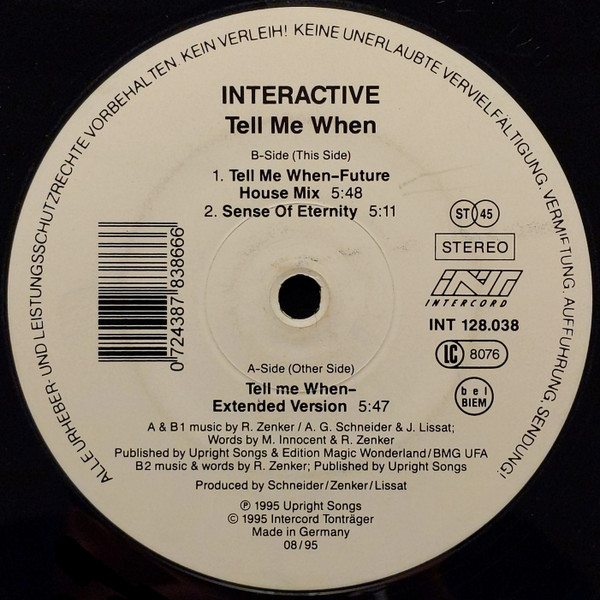 ALLE URHEBER- UND LEISTUNGSSCHUTZRECHTE VORBEHALTEN. KEIN VERLEIH! KEINE UNERLAUBTE VERVIELFÄLTIGUNG, VERMIETUNG, AUFFÜHRUNG, SENDUNG!
INTERACTIVE
Tell Me When
B-Side (This Side)
1. Tell Me When–Future
House Mix 5:48
2. Sense Of Eternity 5:11
ST 45
STEREO
INT
INTERCORD
INT 128.038
LC 8076
bel
BIEM
0 724387 838666
A-Side (Other Side)
Tell me When–
Extended Version 5:47
A & B1 music by R. Zenker / A. G. Schneider & J. Lissat;
Words by M. Innocent & R. Zenker
Published by Upright Songs & Edition Magic Wonderland/BMG UFA
B2 music & words by R. Zenker; Published by Upright Songs
Produced by Schneider/Zenker/Lissat
℗ 1995 Upright Songs
© 1995 Intercord Tonträger
Made in Germany
08/95